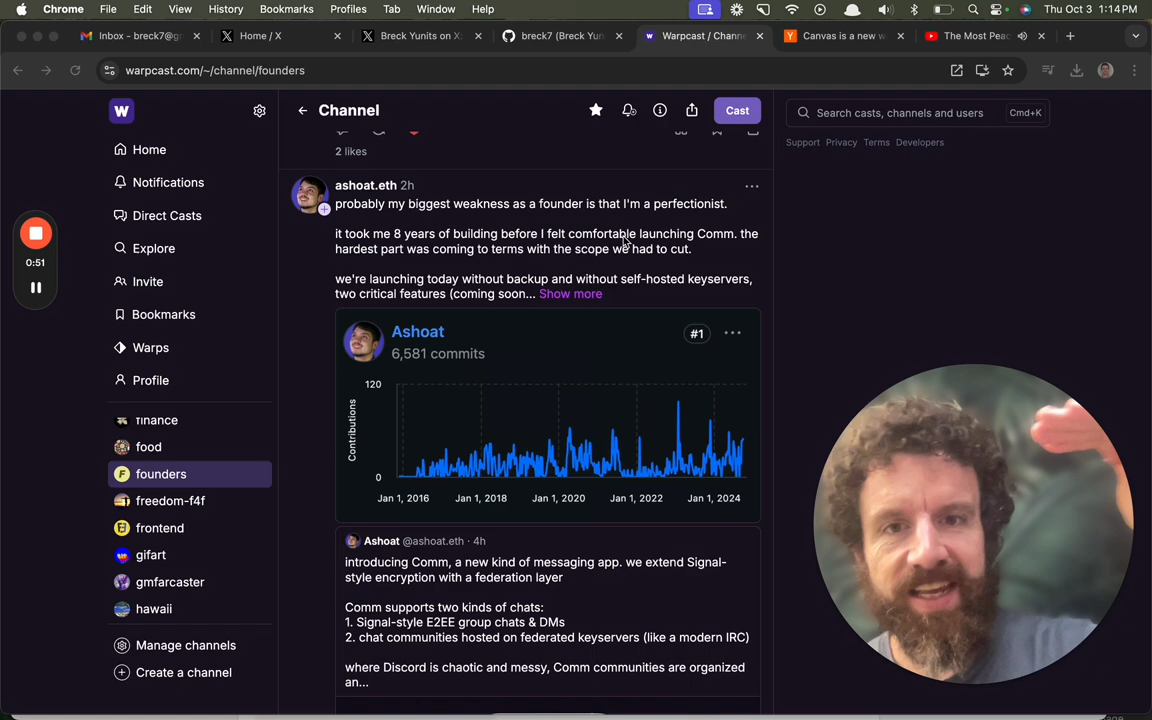 Chrome File Edit View History Bookmarks Profiles Tab Window Help Thu Oct 3 1:14 PM
Inbox - breck7@g Home / X Breck Yunits on X: breck7 (Breck Yun Warpcast / Chann Canvas is a new w The Most Peac
warpcast.com/~/channel/founders
W
Channel
Cast
Search casts, channels and users Cmd+K
Support Privacy Terms Developers
Home
Notifications
Direct Casts
Explore
Invite
Bookmarks
Warps
Profile
finance
food
F founders
freedom-f4f
frontend
gifart
gmfarcaster
hawaii
Manage channels
Create a channel
0:51
2 likes
ashoat.eth 2h
probably my biggest weakness as a founder is that I'm a perfectionist.
it took me 8 years of building before I felt comfortable launching Comm. the
hardest part was coming to terms with the scope we had to cut.
we're launching today without backup and without self-hosted keyservers,
two critical features (coming soon... Show more
Ashoat
#1
6,581 commits
120
Contributions
0
Jan 1, 2016 Jan 1, 2018 Jan 1, 2020 Jan 1, 2022 Jan 1, 2024
Ashoat @ashoat.eth · 4h
introducing Comm, a new kind of messaging app. we extend Signal-
style encryption with a federation layer
Comm supports two kinds of chats:
1. Signal-style E2EE group chats & DMs
2. chat communities hosted on federated keyservers (like a modern IRC)
where Discord is chaotic and messy, Comm communities are organized
an...